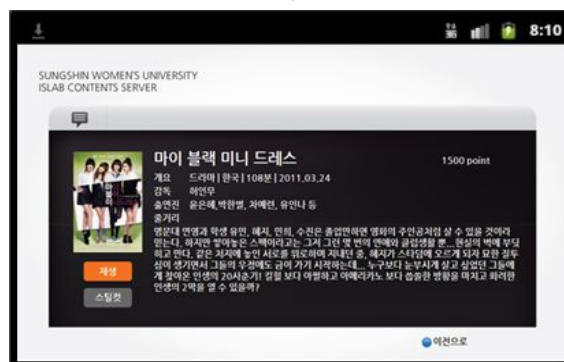 3G
8:10
SUNGSHIN WOMEN'S UNIVERSITY
ISLAB CONTENTS SERVER
마이 블랙 미니 드레스
1500 point
개요 드라마 | 한국 | 108분 | 2011.03.24
감독 허인무
출연진 윤은혜,박한별, 차예련, 유인나 등
줄거리
명문대 연영과 학생 유민, 혜지, 민희, 수진은 졸업만하면 영화의 주인공처럼 살 수 있을 것이라
믿는다. 하지만 쌓아놓은 스펙이라고는 그저 그런 몇 번의 연애와 클럽생활 뿐...현실의 벽에 부딪
히고 만다. 같은 처지에 놓인 서로를 위로하며 지내던 중, 혜지가 스타덤에 오르게 되자 묘한 질투
심이 생기면서 그들의 우정에도 금이 가기 시작하는데... 누구보다 눈부시게 살고 싶었던 그들에
게 찾아온 인생의 20사춘기! 킬힐 보다 아찔하고 아메리카노 보다 씁쓸한 방황을 마치고 화려한
인생의 2막을 열 수 있을까?
재생
스틸컷
이전으로